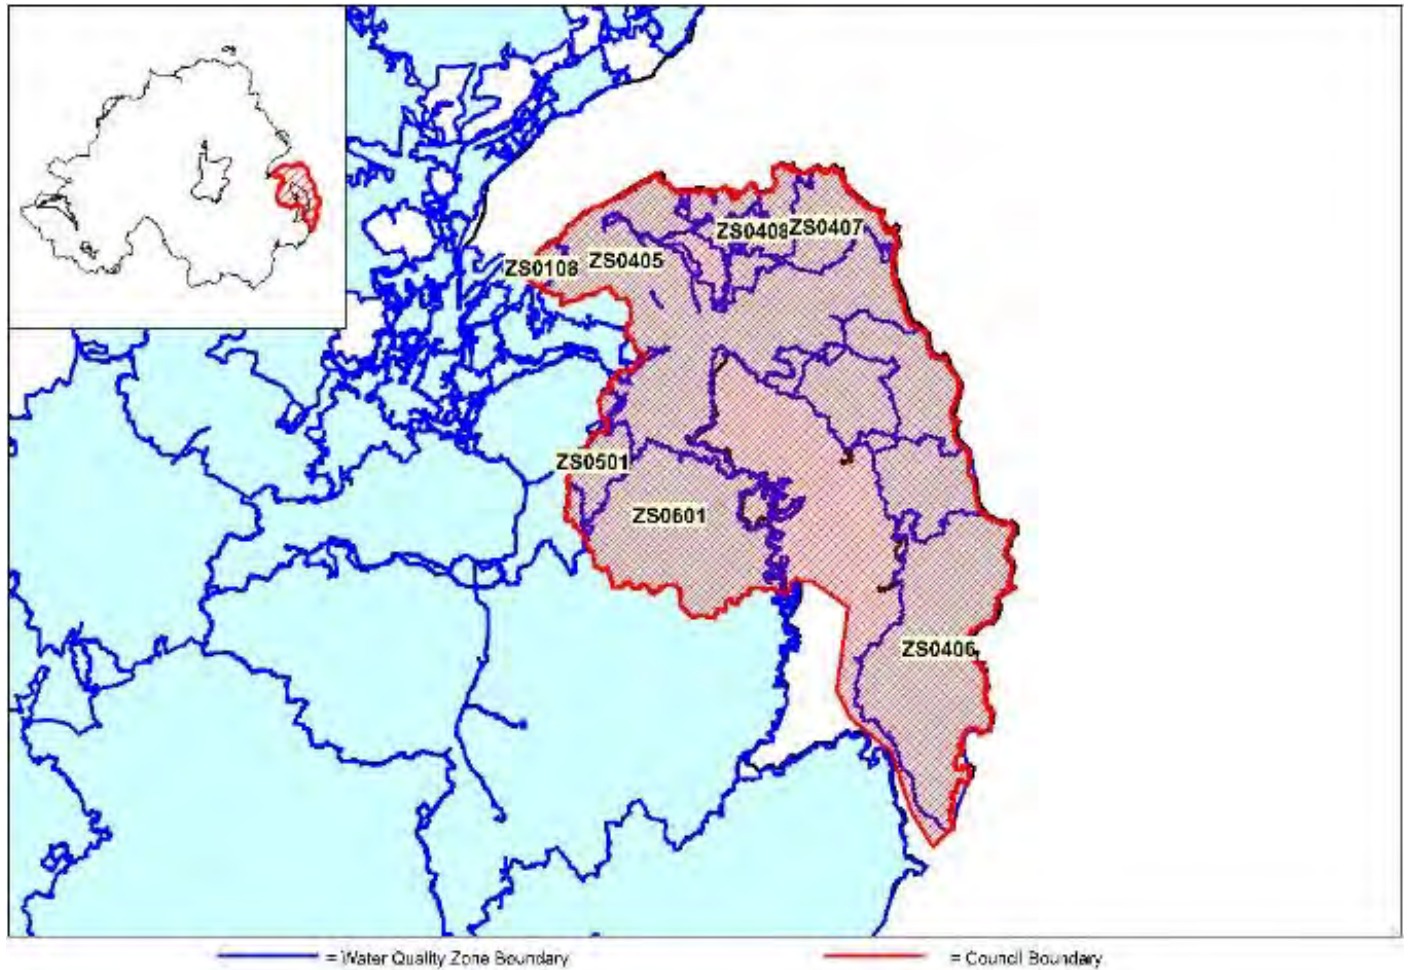 ZS0408
ZS0407
ZS0108
ZS0405
ZS0501
ZS0601
ZS0406
= Water Quality Zone Boundary
= Council Boundary